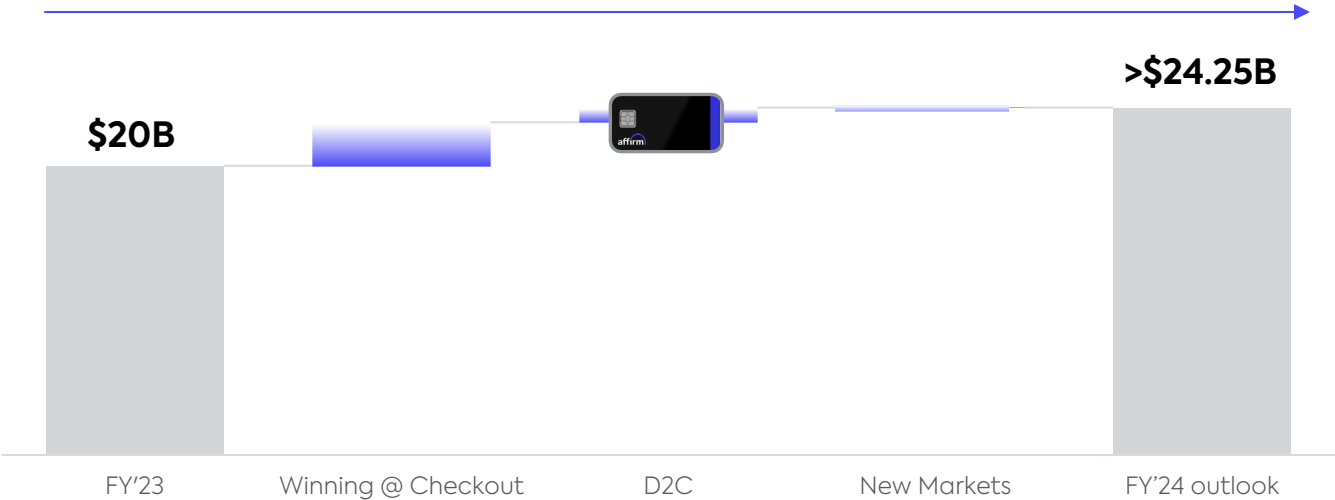 >$24.25B
$20B
affirm
FY'23
Winning @ Checkout
D2C
New Markets
FY’24 outlook